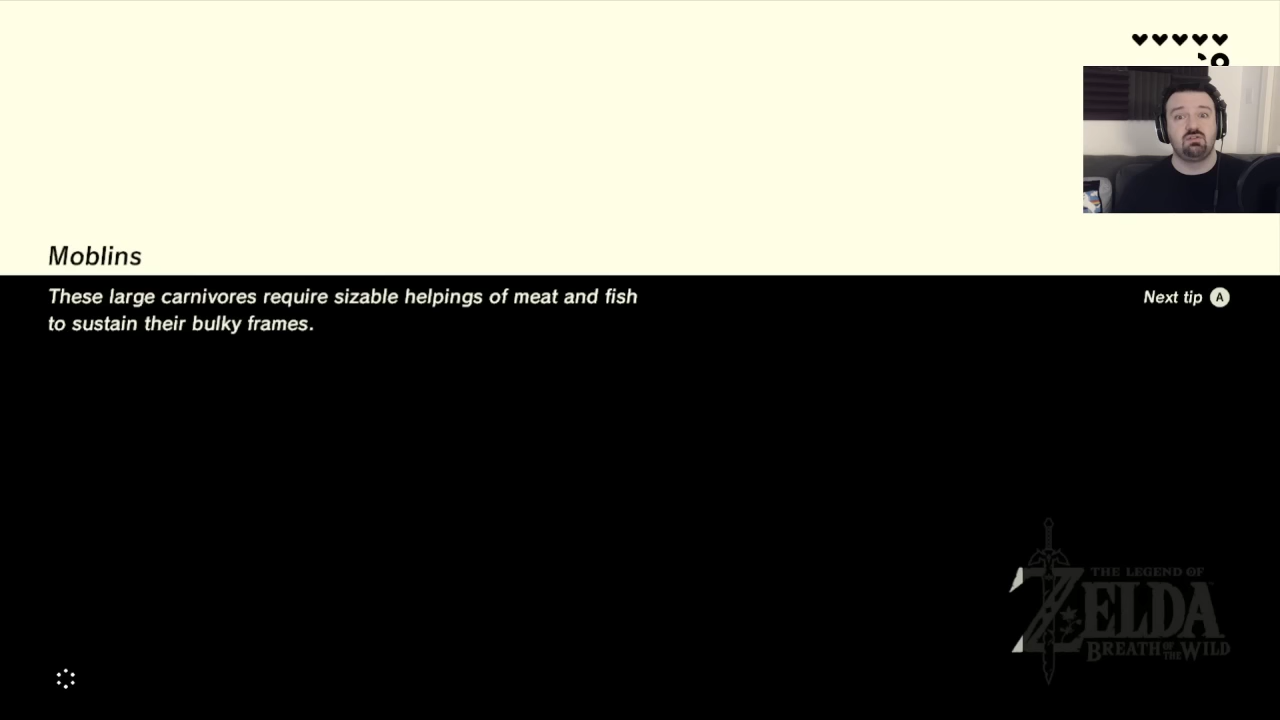 Moblins
These large carnivores require sizable helpings of meat and fish
to sustain their bulky frames.
Next tip A
THE LEGEND OF
ZELDA
BREATH OF THE WILD